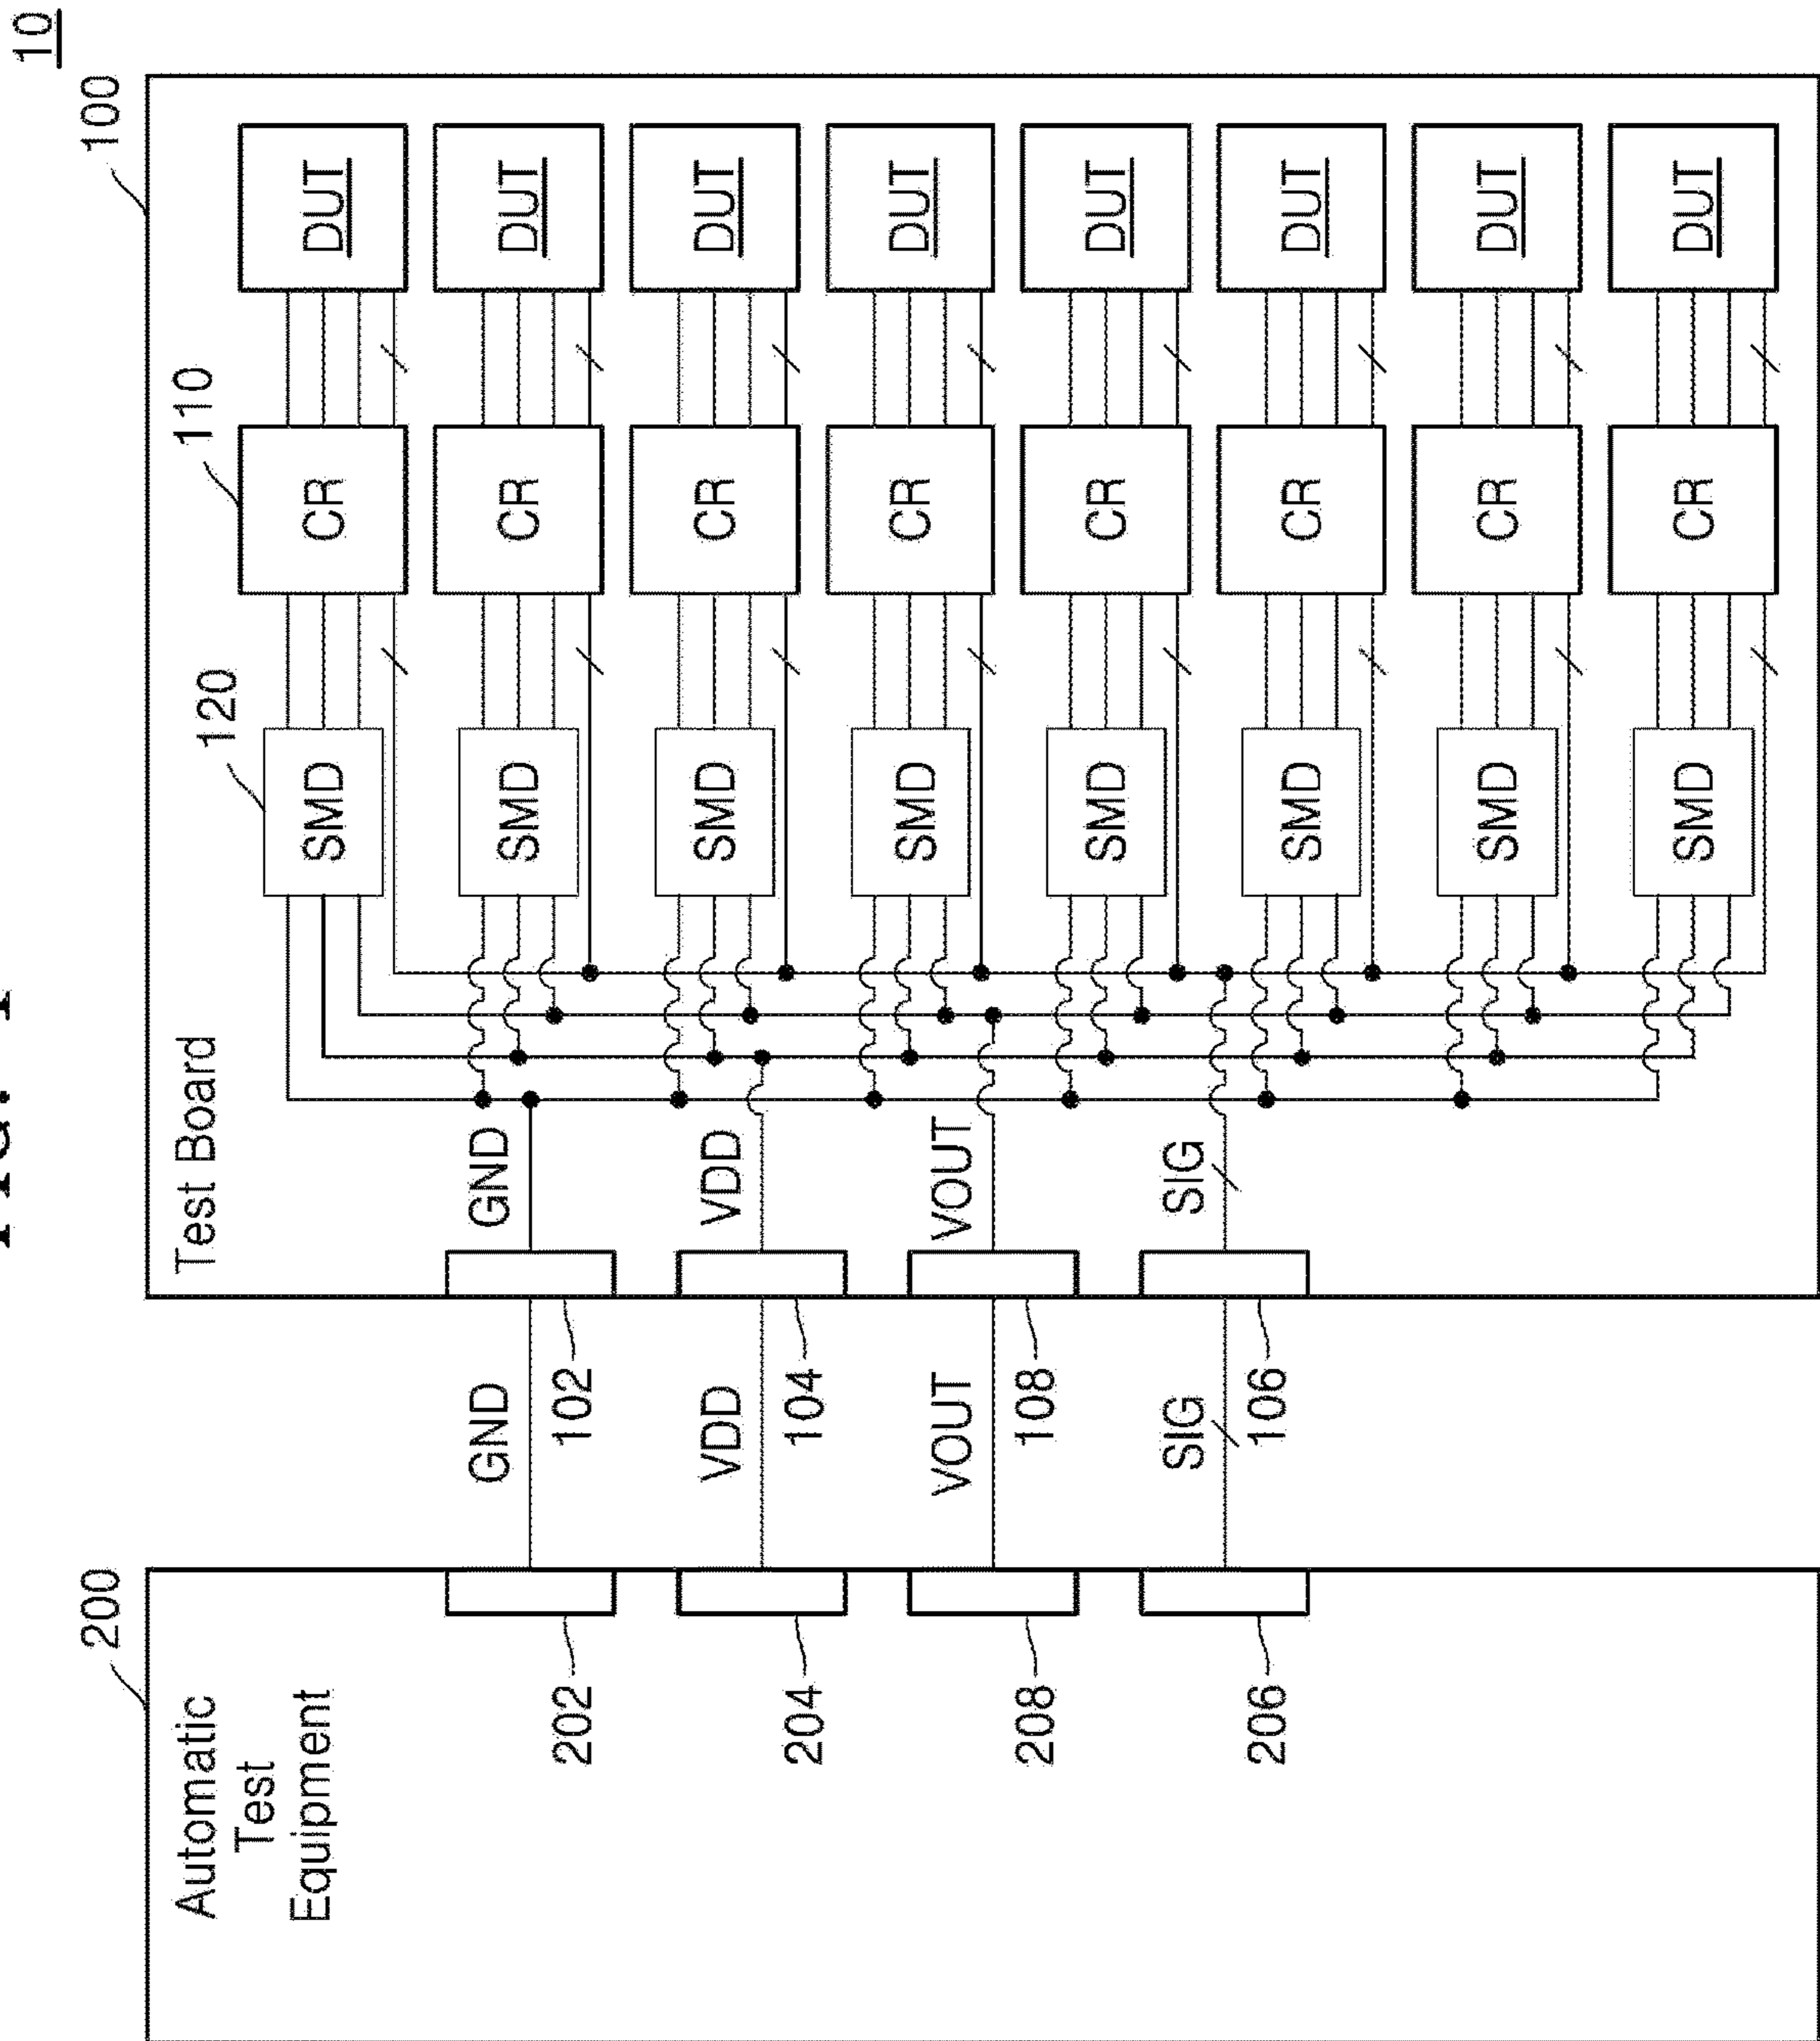 10
200
100
Automatic
Test
Equipment
Test Board
120
110
SMD
CR
DUT
SMD
CR
DUT
SMD
CR
DUT
SMD
CR
DUT
SMD
CR
DUT
SMD
CR
DUT
SMD
CR
DUT
SMD
CR
DUT
GND
GND
202
102
VDD
VDD
204
104
VOUT
VOUT
208
108
SIG
SIG
206
106